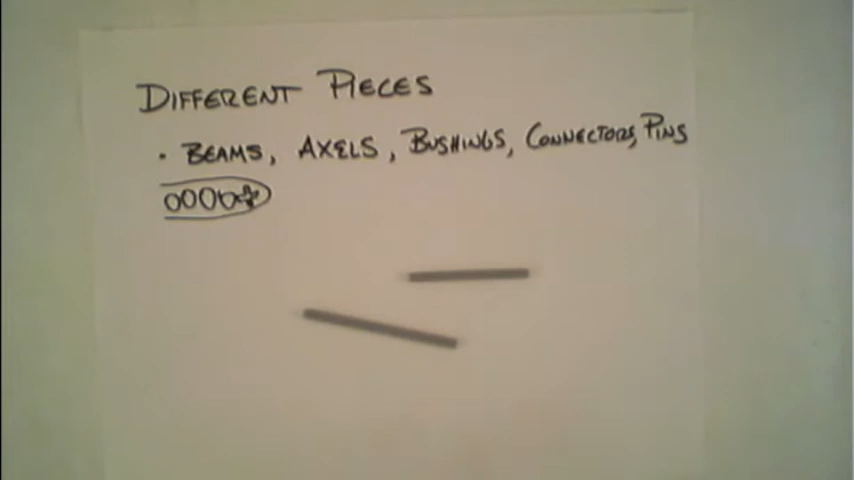 DIFFERENT PIECES
• BEAMS, AXELS, BUSHINGS, CONNECTORS, PINS